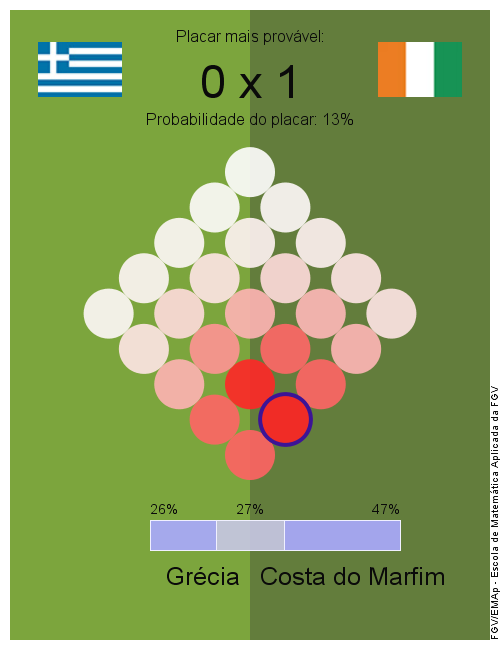 Placar mais provável:
0 x 1
Probabilidade do placar: 13%
26%
27%
47%
Grécia
Costa do Marfim
FGV/EMAp - Escola de Matemática Aplicada da FGV